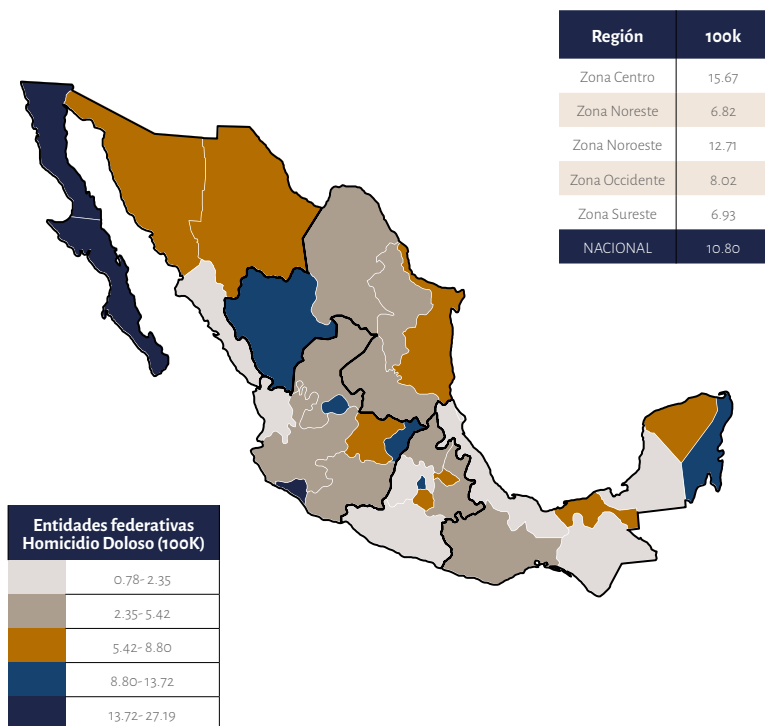 Región 100k
Zona Centro 15.67
Zona Noreste 6.82
Zona Noroeste 12.71
Zona Occidente 8.02
Zona Sureste 6.93
NACIONAL 10.80
Entidades federativas
Homicidio Doloso (100K)
0.78- 2.35
2.35- 5.42
5.42- 8.80
8.80- 13.72
13.72- 27.19